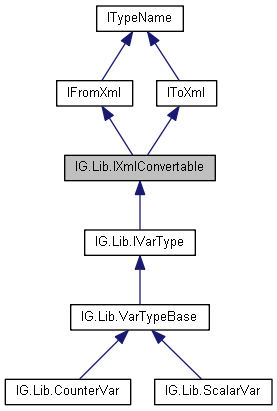 ITypeName
IFromXml
IToXml
IG.Lib.IXmlConvertable
IG.Lib.IVarType
IG.Lib.VarTypeBase
IG.Lib.CounterVar
IG.Lib.ScalarVar